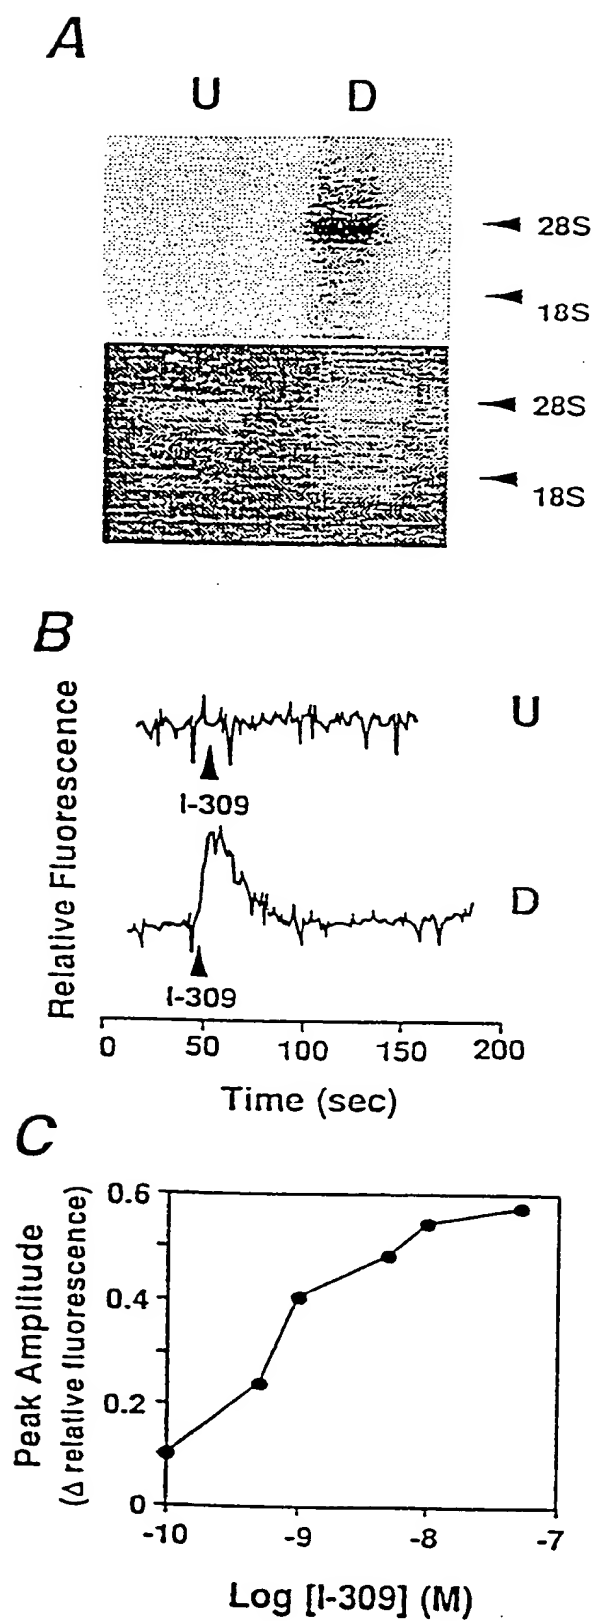 A
U D
28S
18S
28S
18S
B
Relative Fluorescence
U
I-309
D
I-309
0 50 100 150 200
Time (sec)
C
Peak Amplitude
(Δ relative fluorescence)
0.6
0.4
0.2
0
-10 -9 -8 -7
Log [I-309] (M)